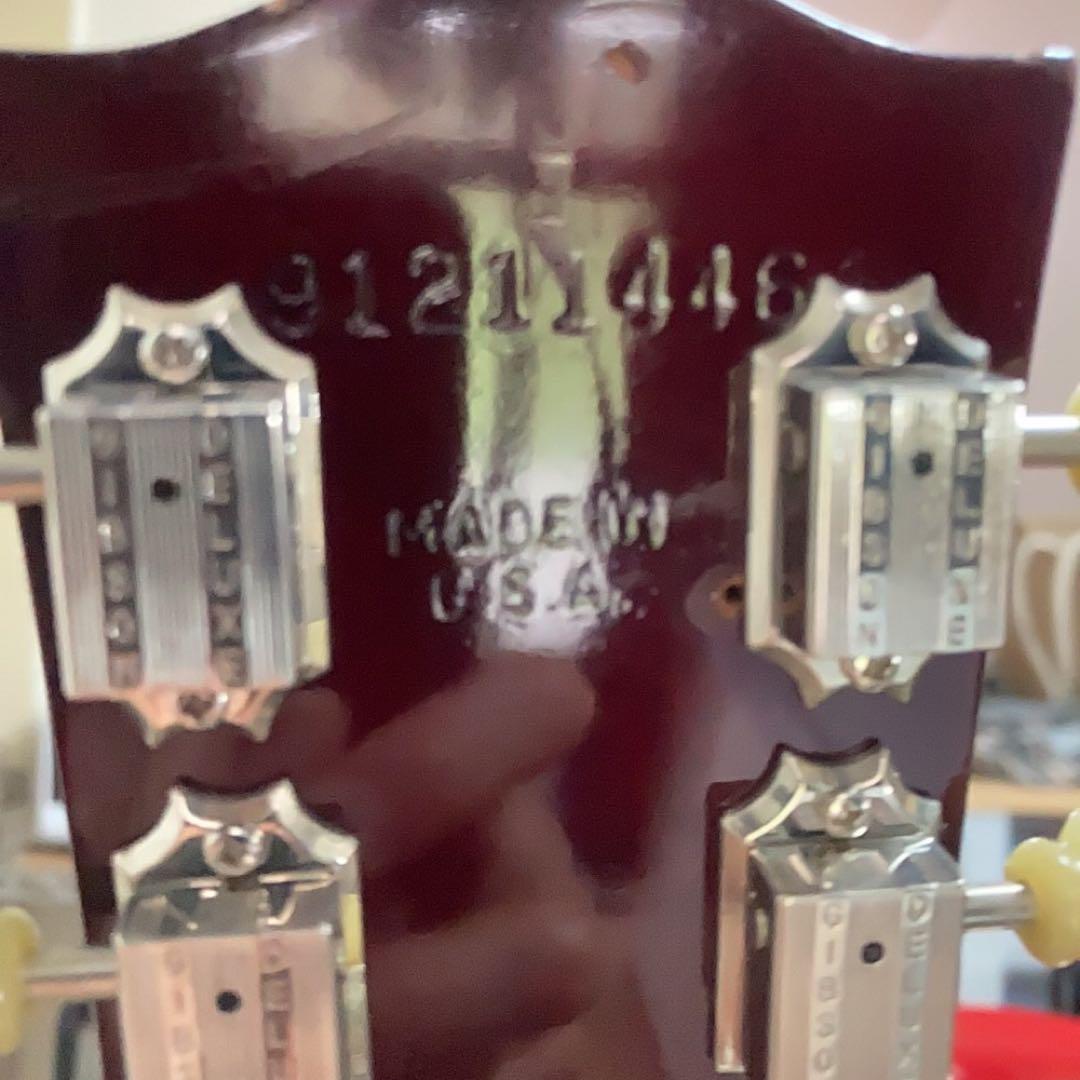 91211446
MADE IN
U.S.A.
GIBSON DELUXE
GIBSON DELUXE